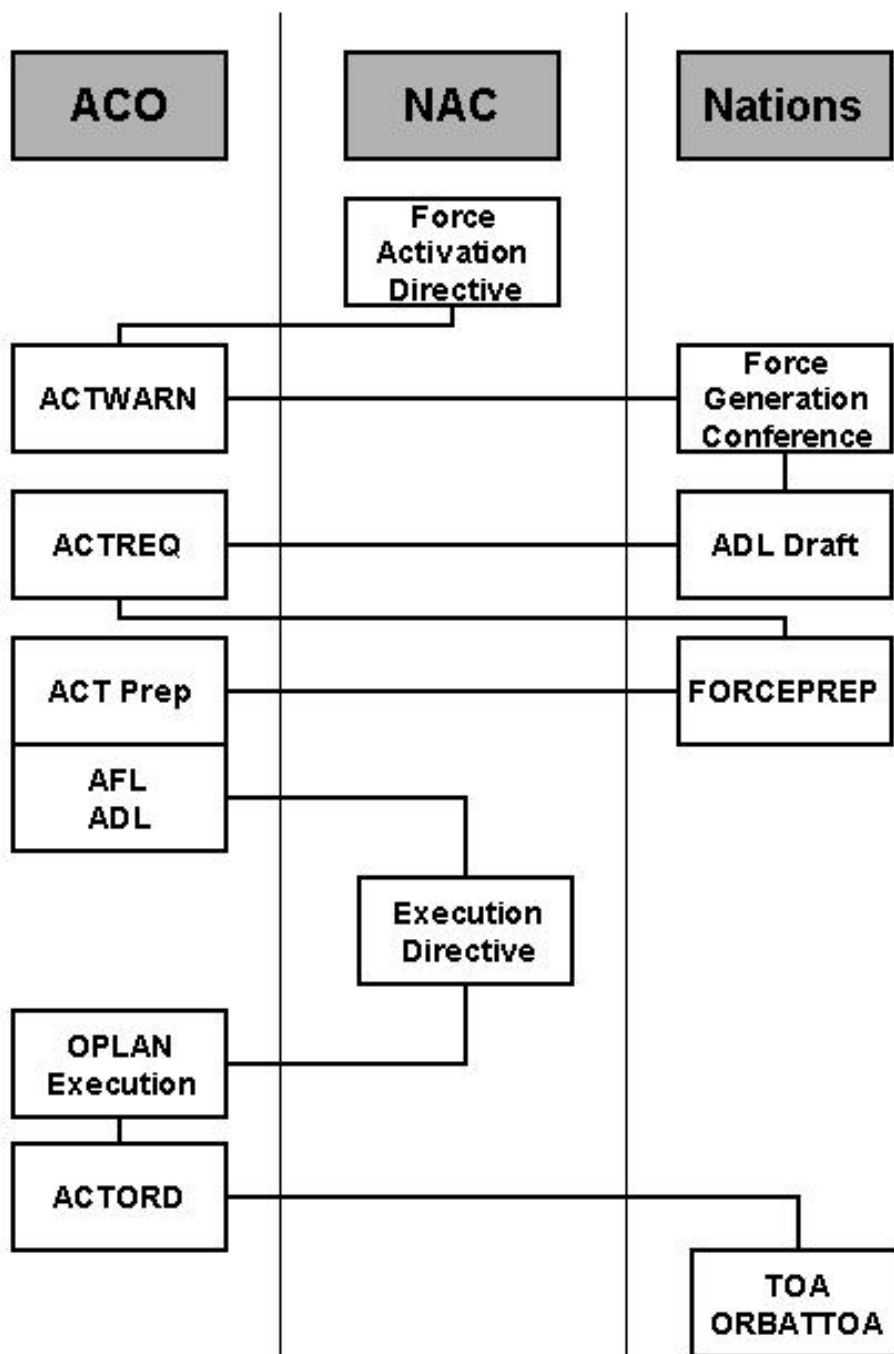 ACO
NAC
Nations
Force
Activation
Directive
ACTWARN
Force
Generation
Conference
ACTREQ
ADL Draft
ACT Prep
FORCEPREP
AFL
ADL
Execution
Directive
OPLAN
Execution
ACTORD
TOA
ORBATTOA